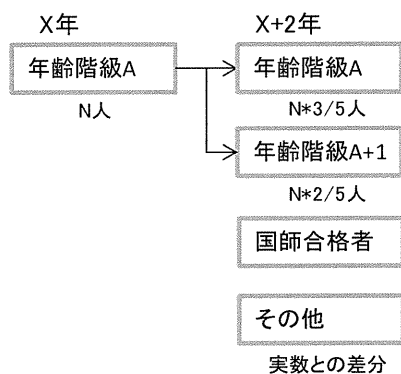 X年
X+2年
年齢階級A
年齢階級A
N人
N*3/5人
年齢階級A+1
N*2/5人
国師合格者
その他
実数との差分